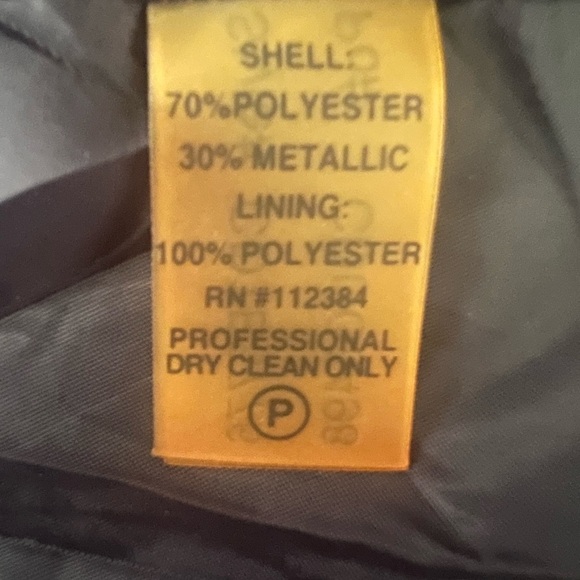 SHELL:
70%POLYESTER
30% METALLIC
LINING:
100% POLYESTER
RN #112384
PROFESSIONAL
DRY CLEAN ONLY
P